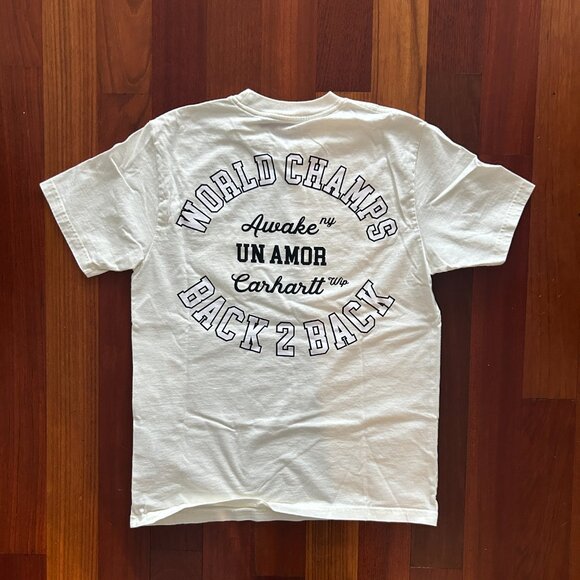 WORLD CHAMPS
Awake ny
UN AMOR
Carhartt Wip
BACK 2 BACK